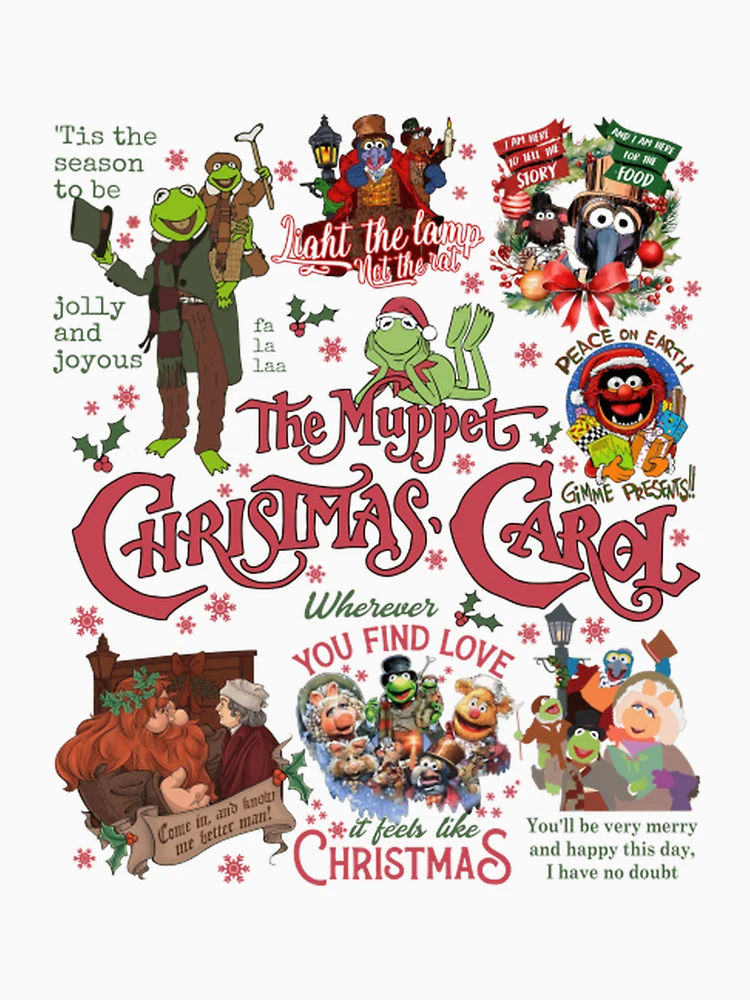 'Tis the
season
to be
jolly
and
joyous
fa
la
laa
Light the lamp
Not the rat
I AM HERE
TO TELL THE
STORY
AND I AM HERE
FOR THE
FOOD
PEACE ON EARTH
GIMME PRESENTS!!
The Muppet
CHRISTMAS CAROL
Wherever
YOU FIND LOVE
it feels like
CHRISTMAS
Come in, and know
me better man!
You'll be very merry
and happy this day,
I have no doubt